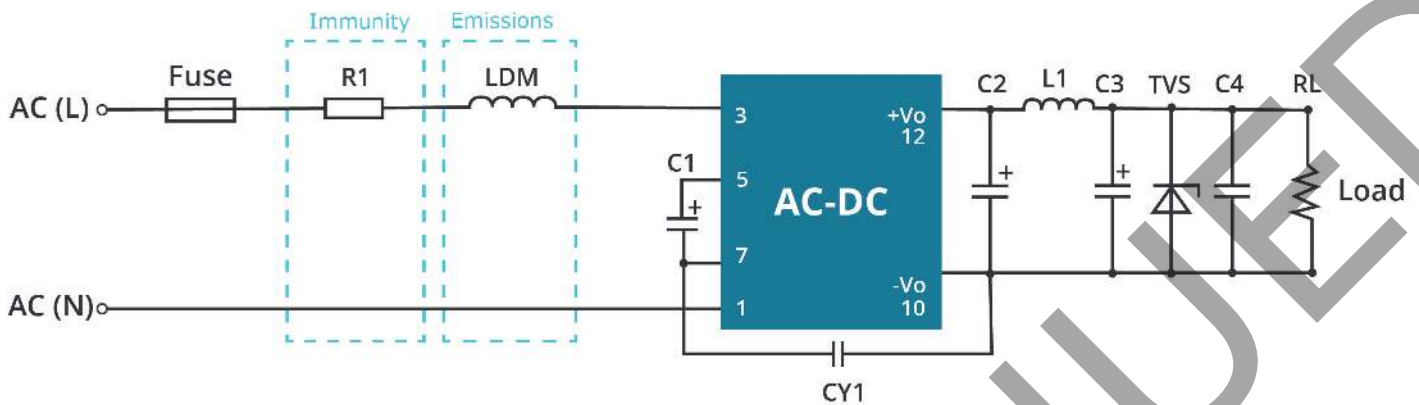 Immunity Emissions
Fuse R1 LDM C2 L1 C3 TVS C4 RL
AC (L) 3 +Vo
12
C1 5
+ + +
AC-DC Load
7
-Vo
AC (N) 1 10
CY1